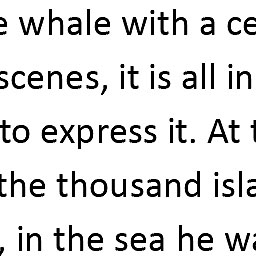 e whale with a ce
scenes, it is all in
to express it. At t
the thousand isla
, in the sea he wa